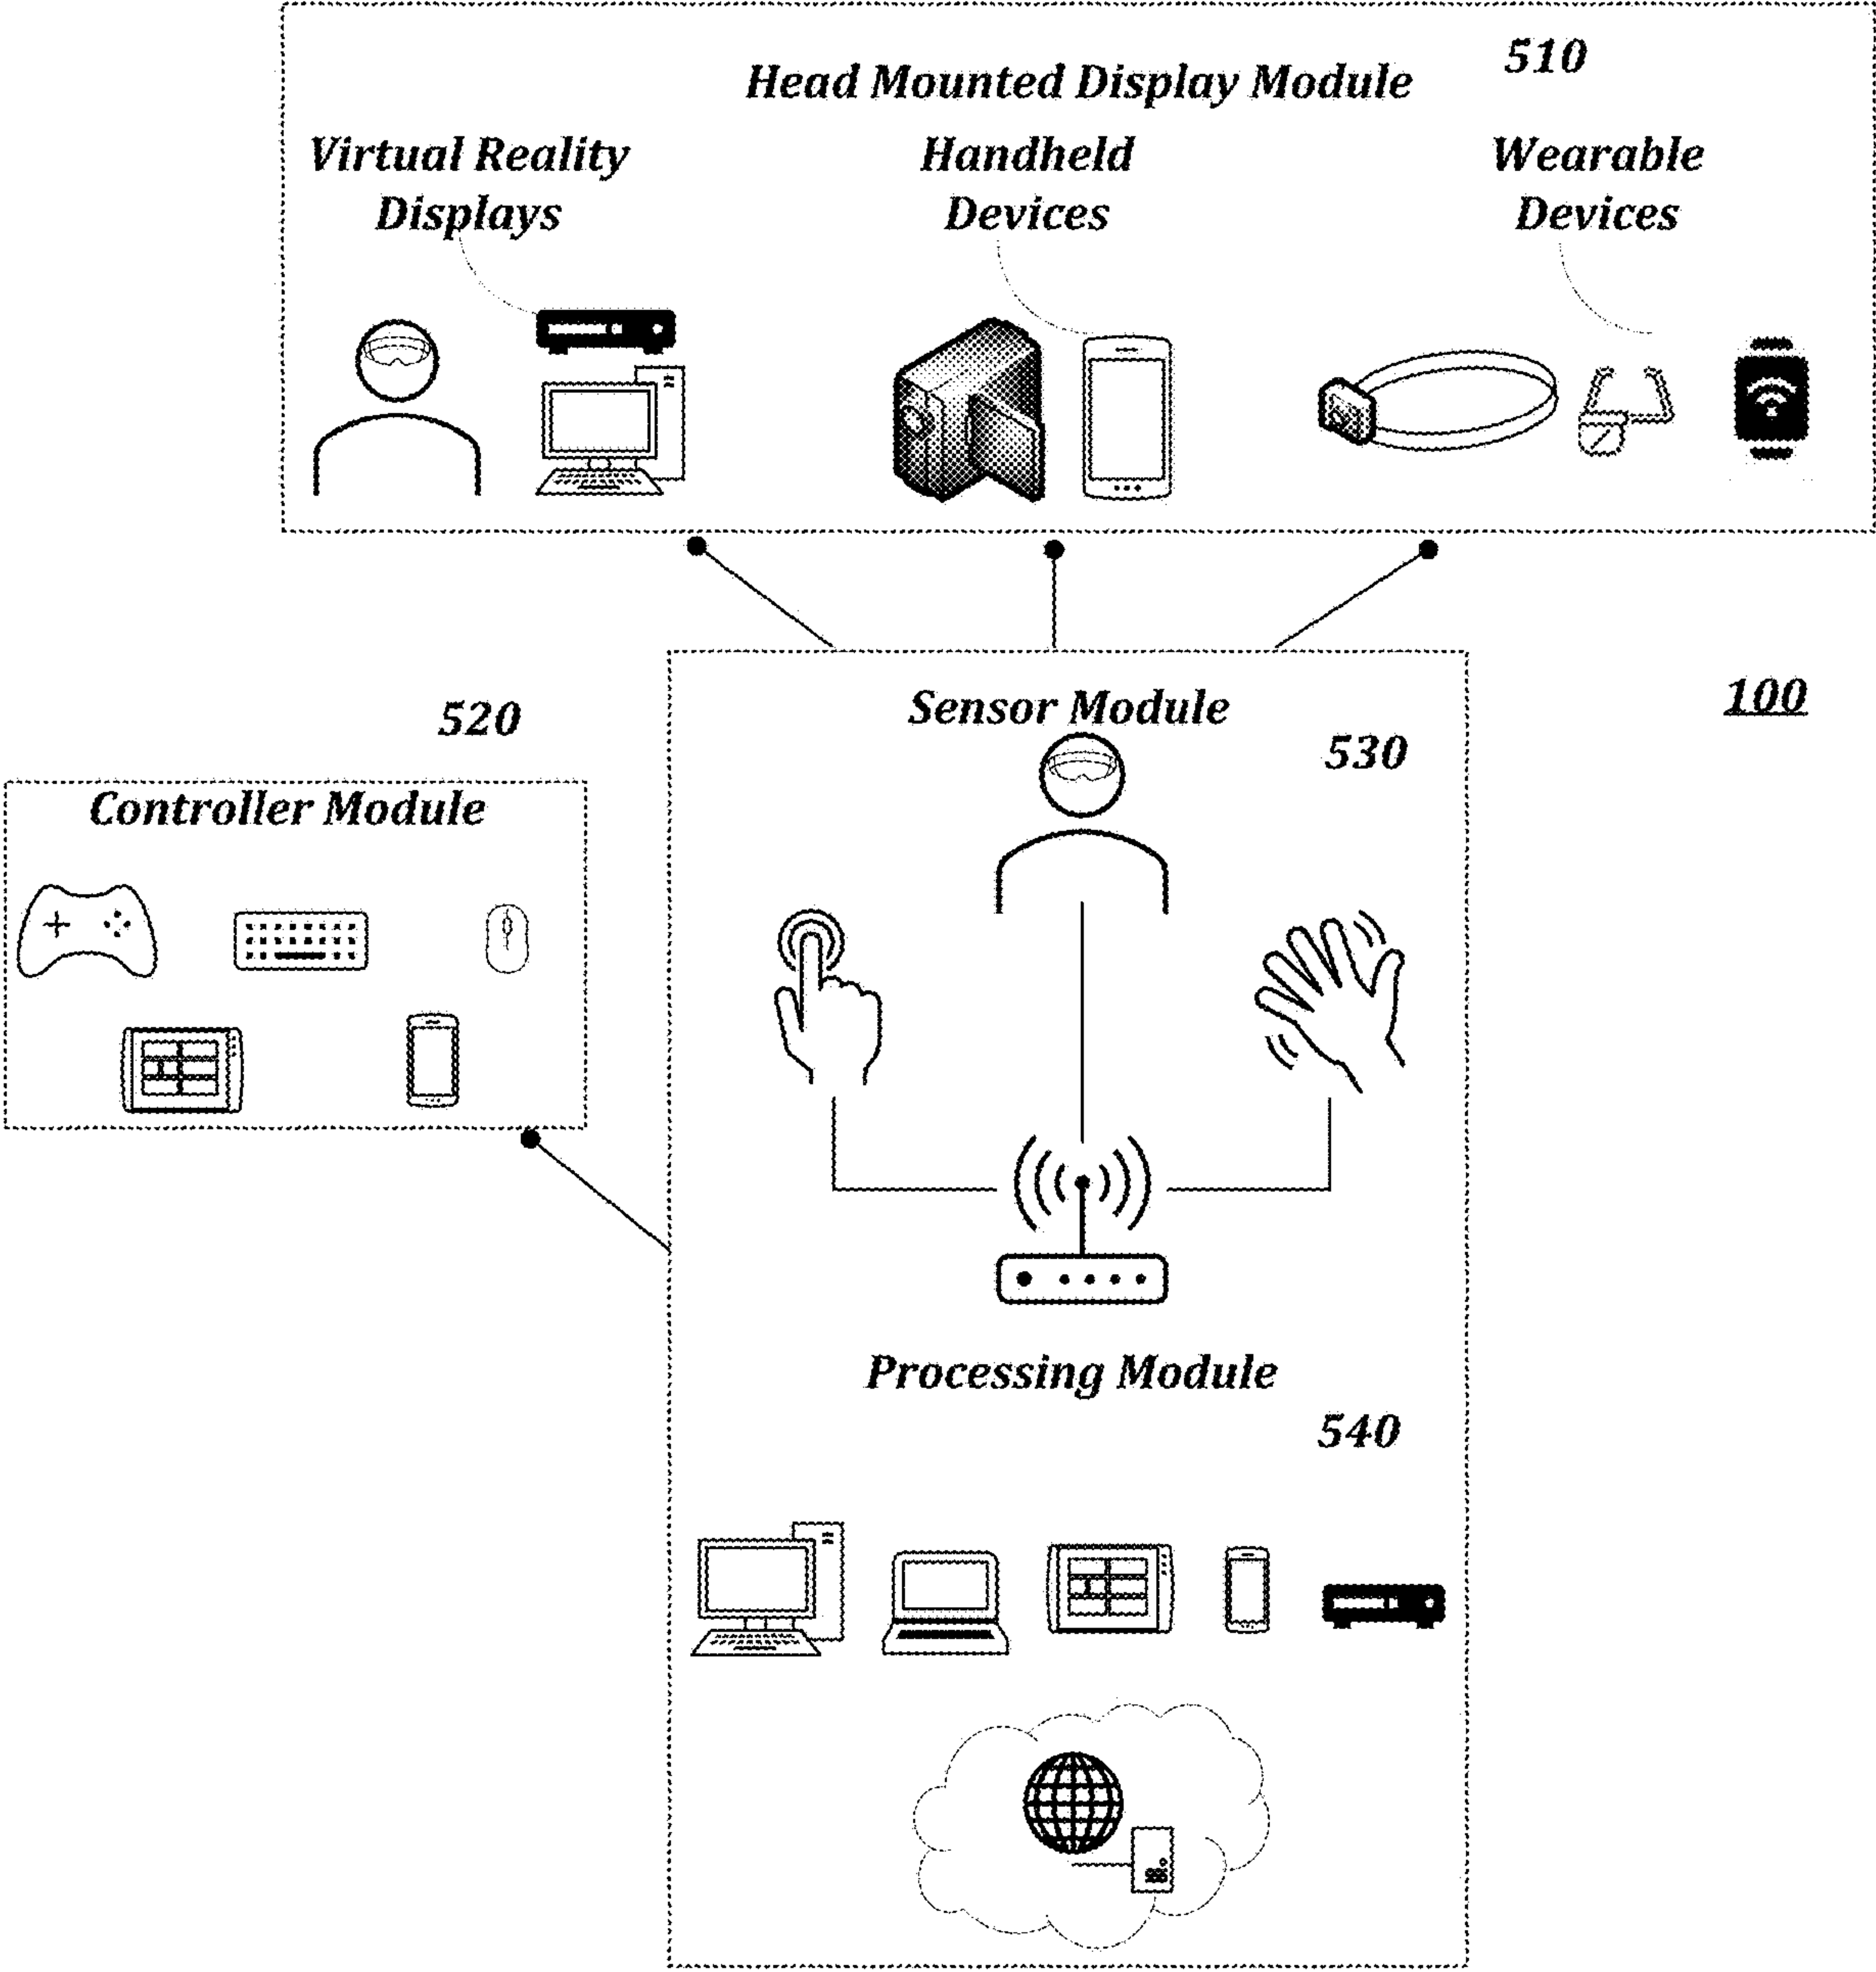 510
Head Mounted Display Module
Virtual Reality
Displays
Handheld
Devices
Wearable
Devices
100
520
Controller Module
Sensor Module
530
Processing Module
540